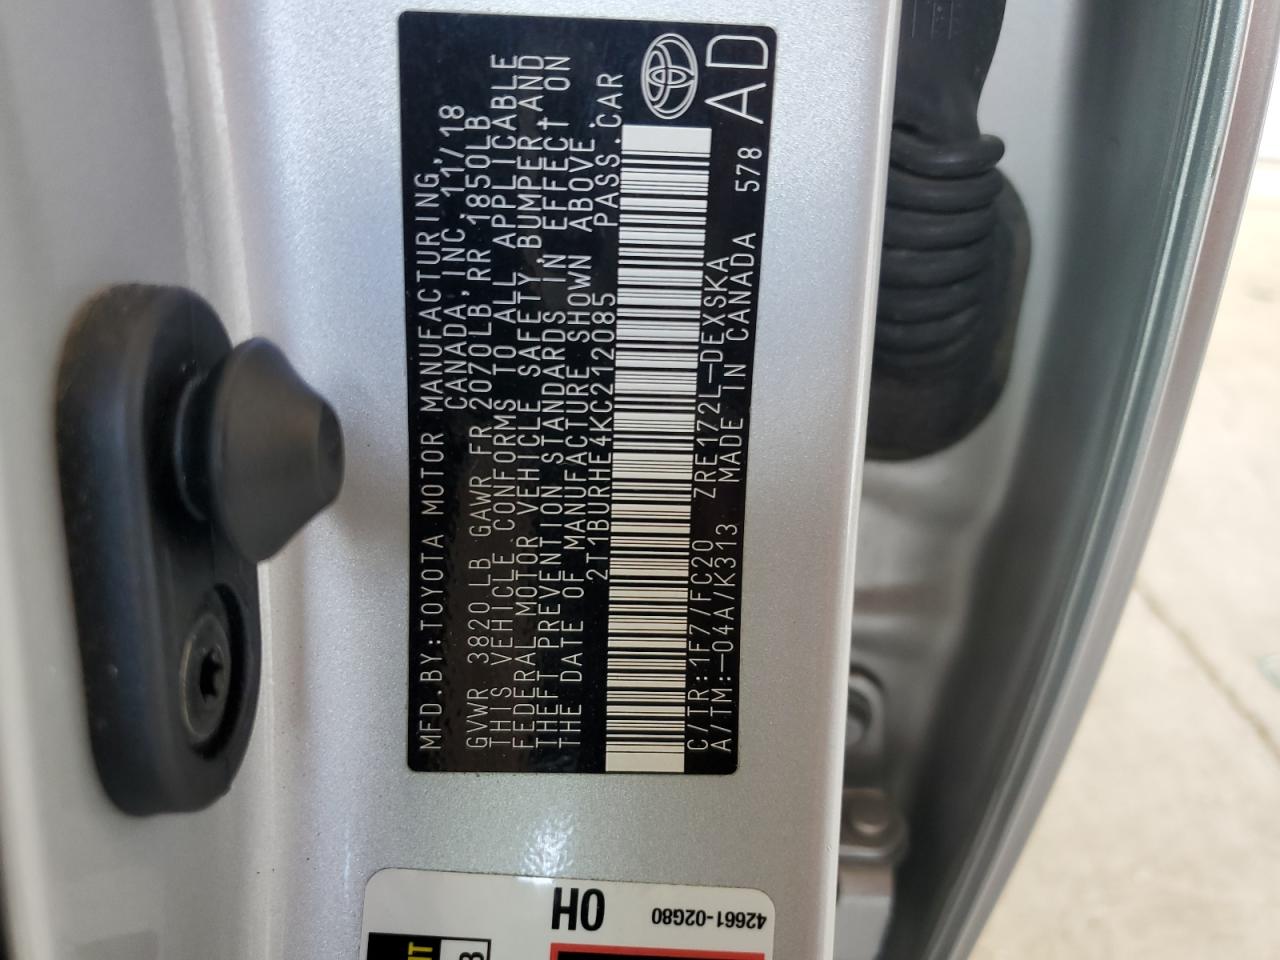 MFD.BY:TOYOTA MOTOR MANUFACTURING,
CANADA, INC. 11/18
GVWR 3820LB GAWR FR 2070LB, RR 1850LB
THIS VEHICLE CONFORMS TO ALL APPLICABLE
FEDERAL MOTOR VEHICLE SAFETY, BUMPER, AND
THEFT PREVENTION STANDARDS IN EFFECT ON
THE DATE OF MANUFACTURE SHOWN ABOVE.
2T1BURHE4KC212085 PASS.CAR
C/TR:1F7/FC20 ZRE172L-DEXSKA
A/TM:-04A/K313 MADE IN CANADA 578
AD
0H
42661-02G80